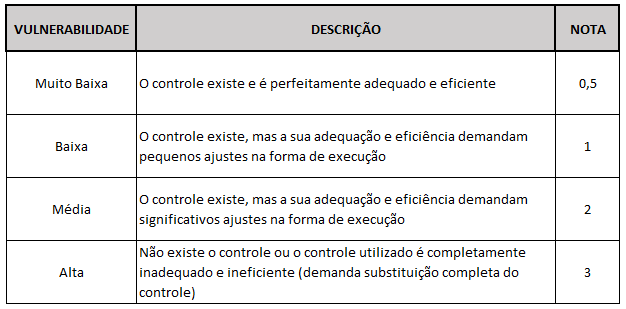 VULNERABILIDADE DESCRIÇÃO NOTA
Muito Baixa O controle existe e é perfeitamente adequado e eficiente 0,5
O controle existe, mas a sua adequação e eficiência demandam
Baixa pequenos ajustes na forma de execução 1
O controle existe, mas a sua adequação e eficiência demandam
Média significativos ajustes na forma de execução 2
Não existe o controle ou o controle utilizado é completamente
Alta inadequado e ineficiente (demanda substituição completa do 3
controle)